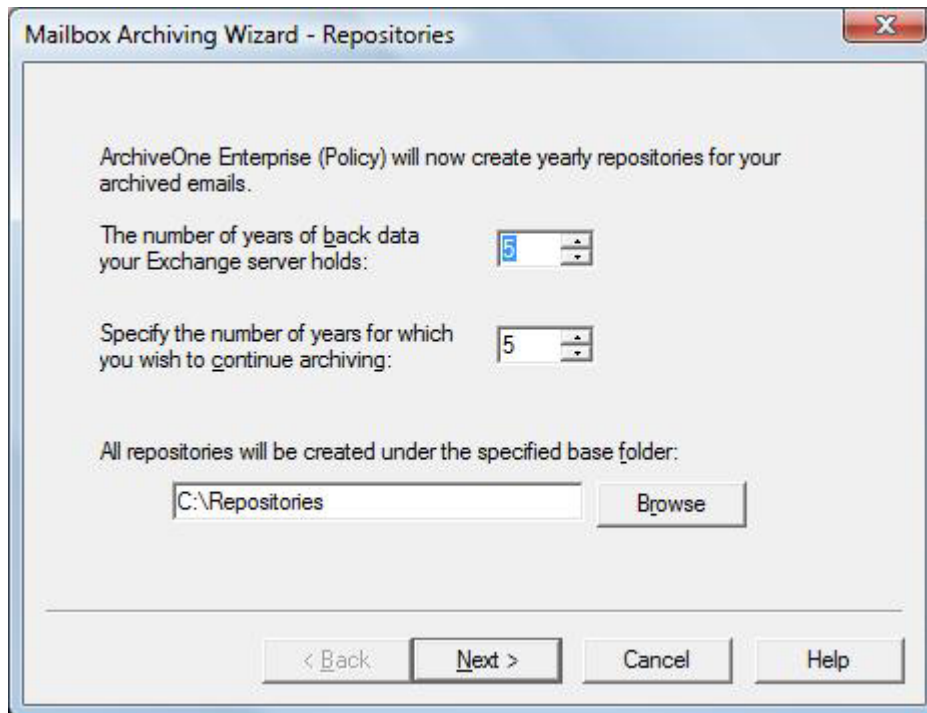 Mailbox Archiving Wizard - Repositories
ArchiveOne Enterprise (Policy) will now create yearly repositories for your
archived emails.
The number of years of back data
your Exchange server holds:
5
Specify the number of years for which
you wish to continue archiving:
5
All repositories will be created under the specified base folder:
C:\Repositories
Browse
< Back
Next >
Cancel
Help